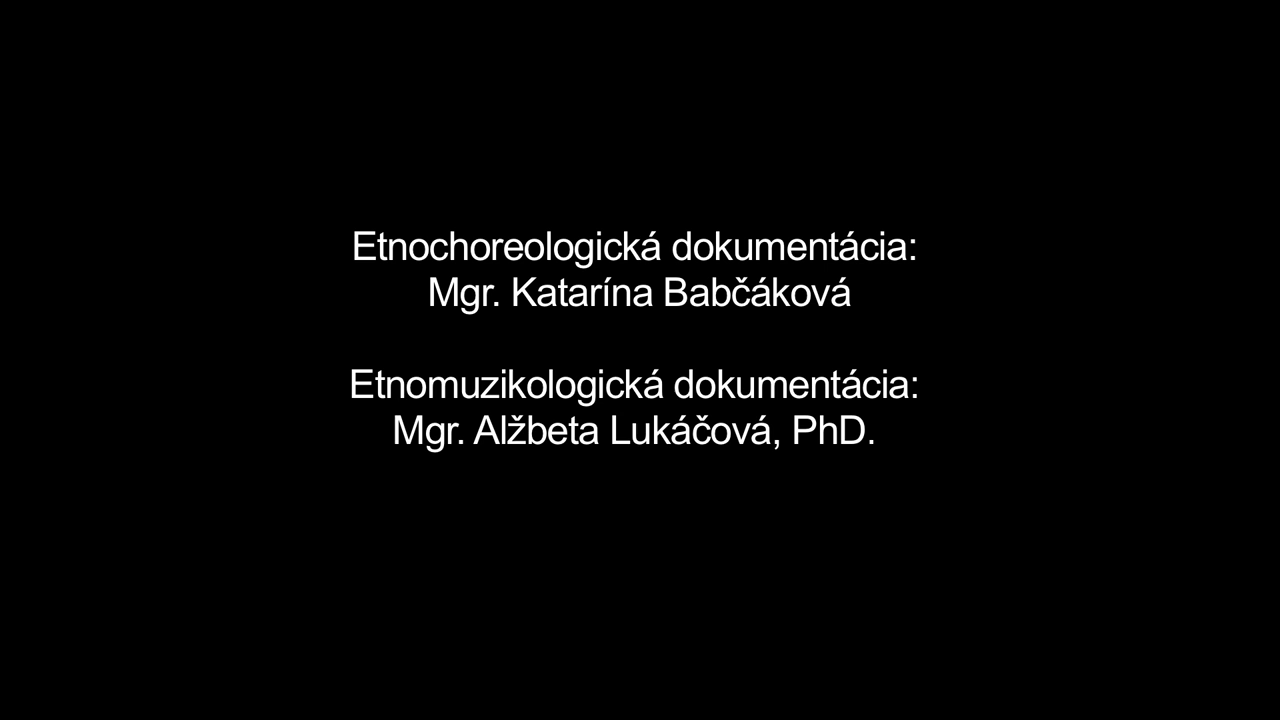 Etnochoreologická dokumentácia:
Mgr. Katarína Babčáková
Etnomuzikologická dokumentácia:
Mgr. Alžbeta Lukáčová, PhD.